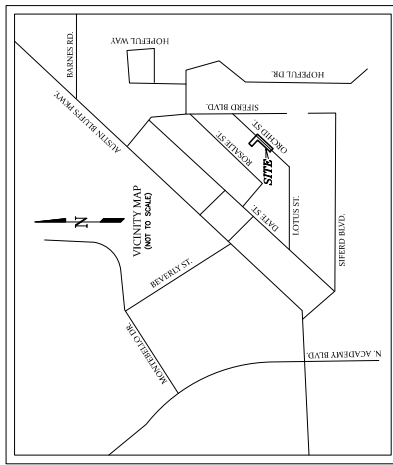 HOPEFUL WAY
BARNES RD.
AUSTIN BLUFFS PKWY.
HOPEFUL DR.
SIFERD BLVD.
ORCHID ST.
ROSALIE ST.
SITE
N
VICINITY MAP
(NOT TO SCALE)
DATE ST.
LOTUS ST.
BEVERLY ST.
SIFERD BLVD.
MONTEBELLO DR
N. ACADEMY BLVD.